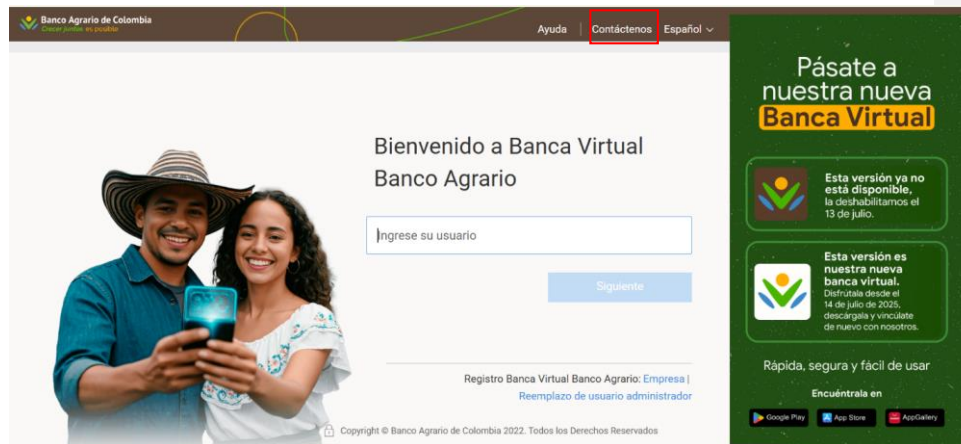 Banco Agrario de Colombia
Crecer juntos es posible
Ayuda
Contáctenos
Español
Bienvenido a Banca Virtual
Banco Agrario
Ingrese su usuario
Siguiente
Registro Banca Virtual Banco Agrario: Empresa |
Reemplazo de usuario administrador
Copyright © Banco Agrario de Colombia 2022. Todos los Derechos Reservados
Pásate a
nuestra nueva
Banca Virtual
Esta versión ya no
está disponible,
la deshabilitamos el
13 de julio.
Esta versión es
nuestra nueva
banca virtual.
Disfrútala desde el
14 de julio de 2025,
descárgala y vincúlate
de nuevo con nosotros.
Rápida, segura y fácil de usar
Encuéntrala en
Google Play
App Store
AppGallery